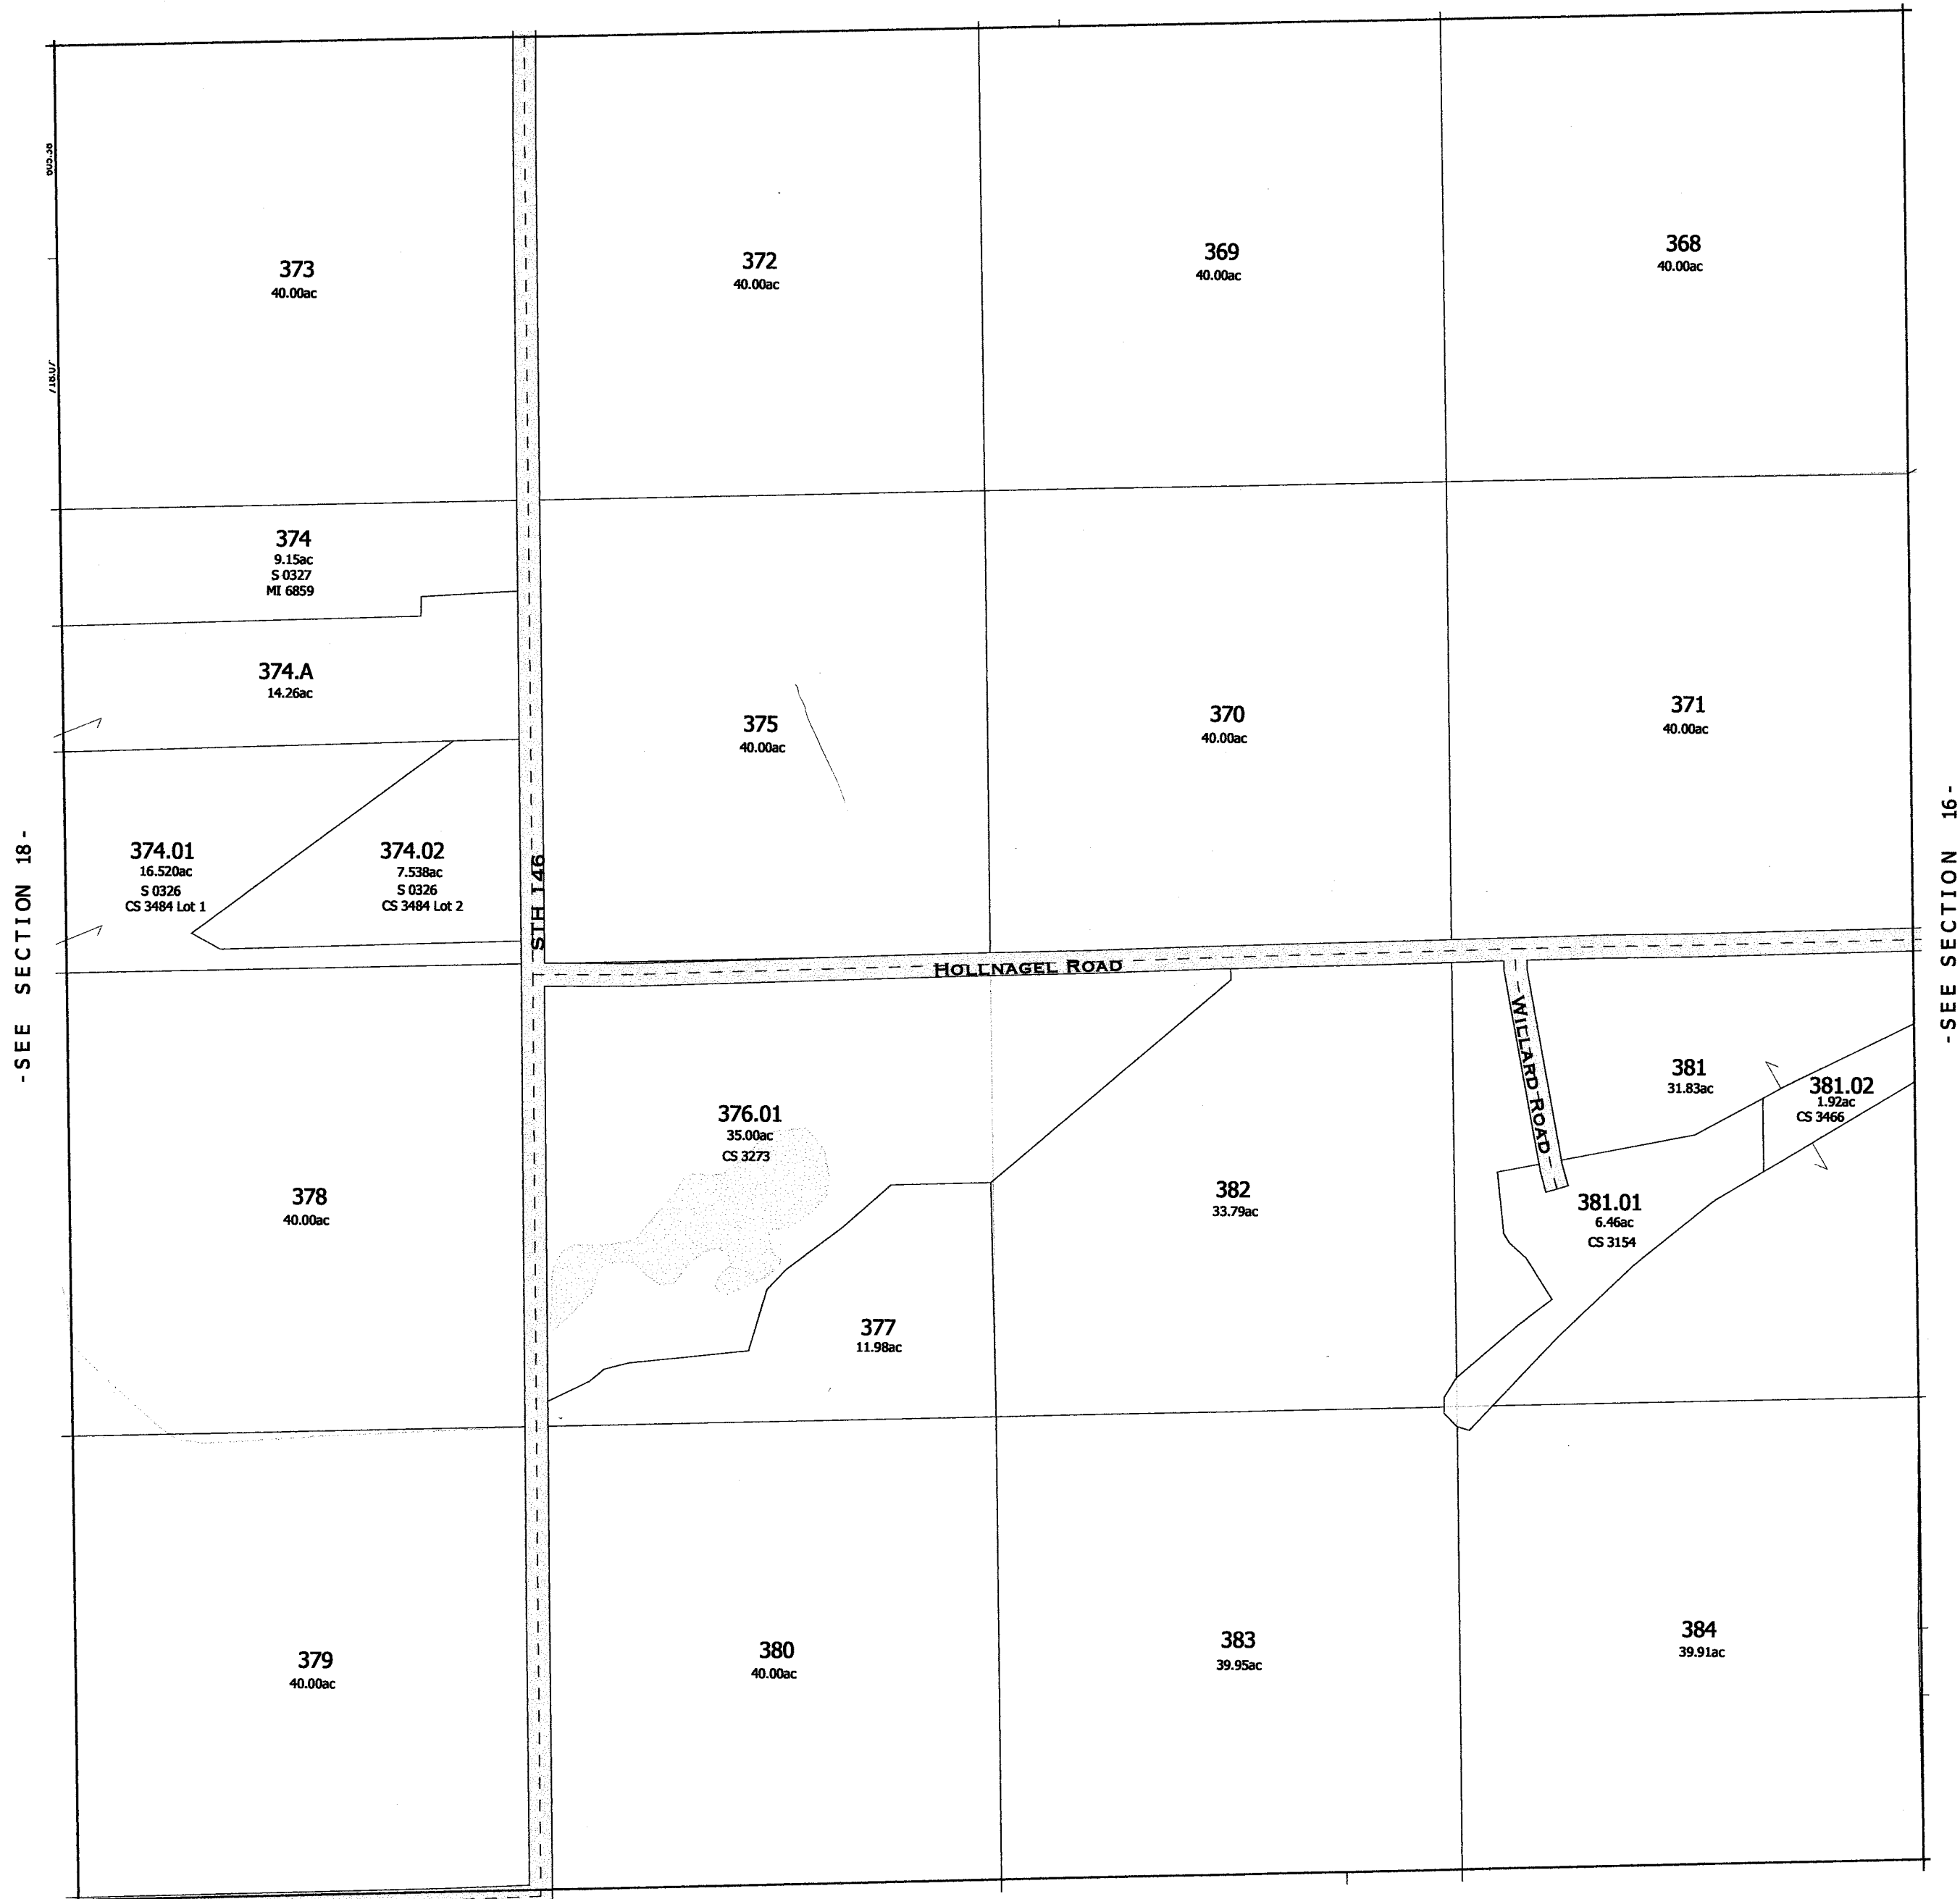 605.38
718.07
373
40.00ac
372
40.00ac
369
40.00ac
368
40.00ac
374
9.15ac
S 0327
MI 6859
374.A
14.26ac
375
40.00ac
370
40.00ac
371
40.00ac
374.01
16.520ac
S 0326
CS 3484 Lot 1
374.02
7.538ac
S 0326
CS 3484 Lot 2
STH 146
- SEE SECTION 18 -
- SEE SECTION 16 -
HOLLNAGEL ROAD
WILLARD ROAD
376.01
35.00ac
CS 3273
381
31.83ac
381.02
1.92ac
CS 3466
378
40.00ac
382
33.79ac
381.01
6.46ac
CS 3154
377
11.98ac
379
40.00ac
380
40.00ac
383
39.95ac
384
39.91ac